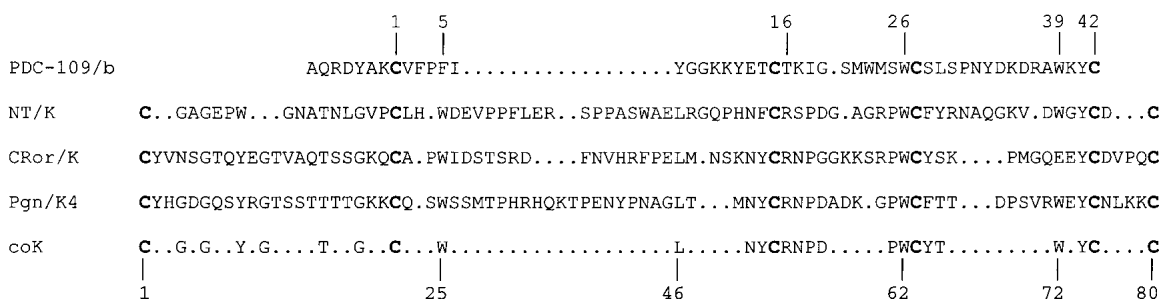 1 5 16 26 39 42
PDC-109/b AQRDYAKCVFPFI......................YGGKKYETCTKIG.SMWMSWCSLSPNYDKDRAWKYC
NT/K C..GAGEPW...GNATNLGVPCLH.WDEVPPFLER..SPPASWAELRGQPHNFCRSPDG.AGRPWCFYRNAQGKV.DWGYCD...C
CRor/K CYVNSGTQYEGTVAQTSSGKQCA.PWIDSTSRD....FNVHRFPELM.NSKNYCRNPGGKKSRPWCYSK....PMGQEEYCDVPQC
Pgn/K4 CYHGDGQSYRGTSSTTTTGKKCQ.SWSSMTPHRHQKTPENYPNAGLT...MNYCRNPDADK.GPWCFTT...DPSVRWEYCNLKKC
coK C..G.G..Y.G....T..G..C...W....................L......NYCRNPD.....PWCYT..........W.YC....C
1 25 46 62 72 80